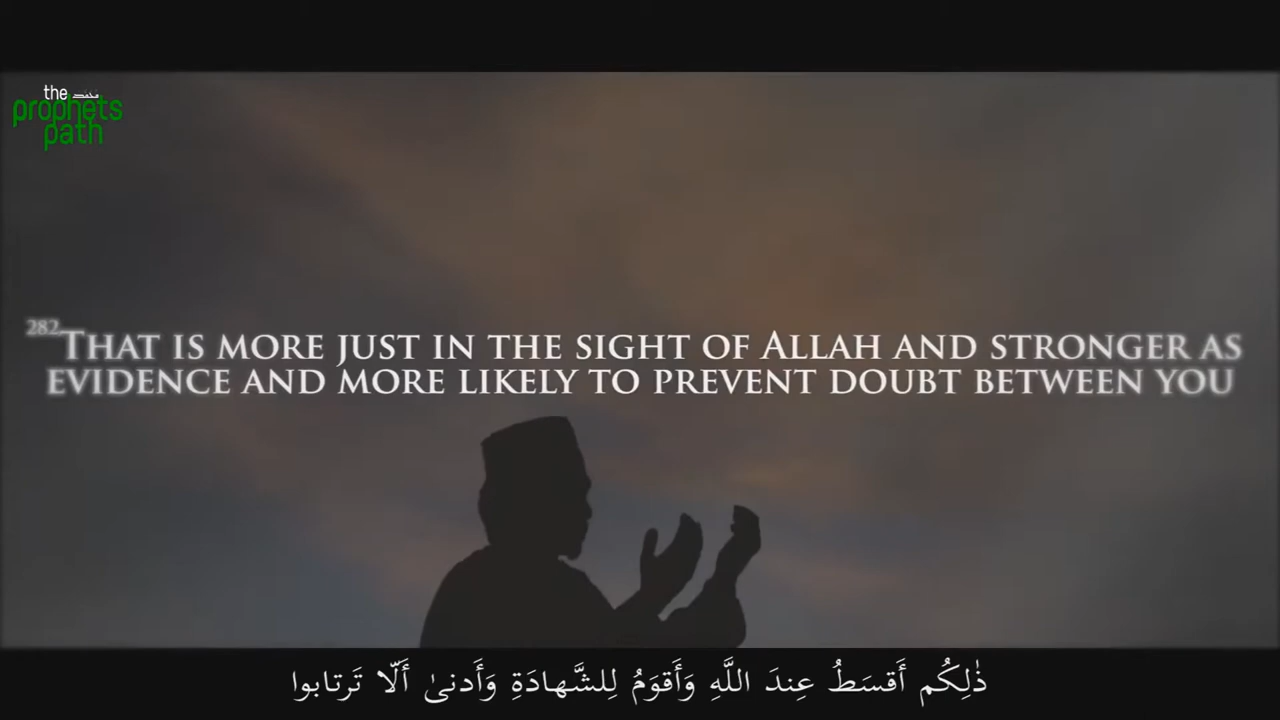 the محمد
prophets
path
282.THAT IS MORE JUST IN THE SIGHT OF ALLAH AND STRONGER AS
EVIDENCE AND MORE LIKELY TO PREVENT DOUBT BETWEEN YOU
ذَٰلِكُم أَقسَطُ عِندَ اللَّهِ وَأَقوَمُ لِلشَّهادَةِ وَأَدنىٰ أَلّا تَرتابوا